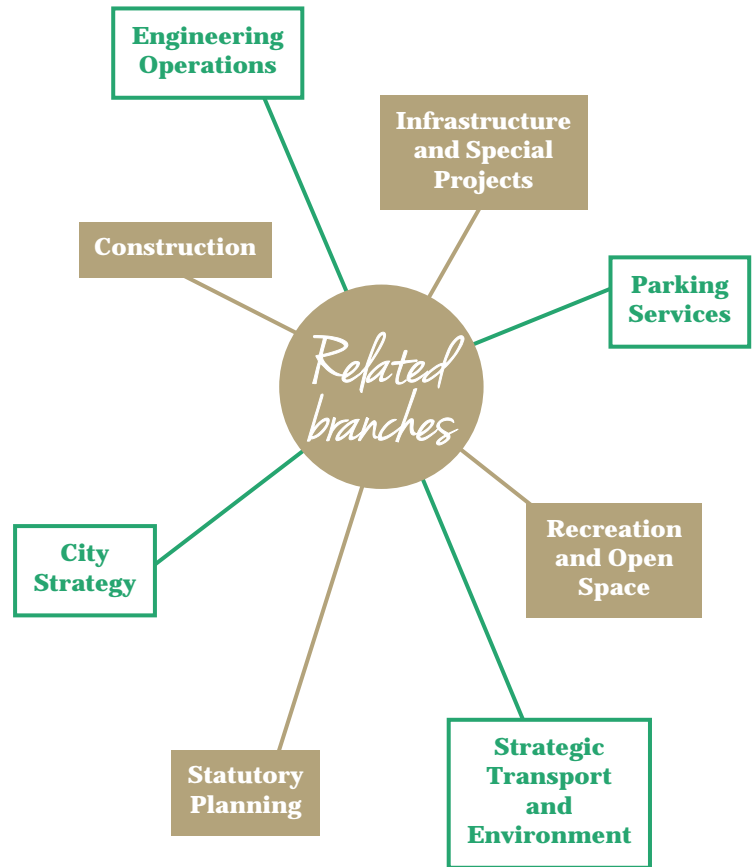 Engineering
Operations
Infrastructure
and Special
Projects
Construction
Parking
Services
Related
branches
Recreation
and Open
Space
City
Strategy
Strategic
Transport
and
Environment
Statutory
Planning